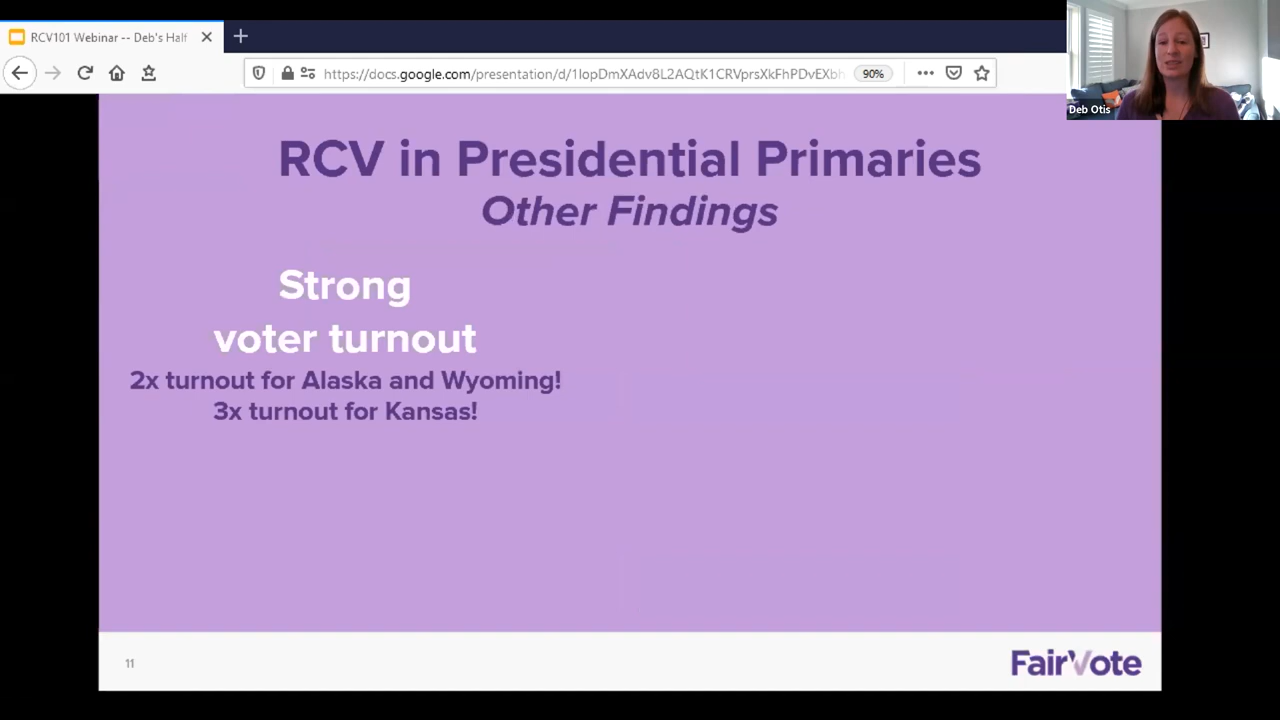 RCV101 Webinar -- Deb's Half
https://docs.google.com/presentation/d/1IopDmXAdv8L2AQtK1CRVprsXkFhPDvEXbh
90%
Deb Otis
RCV in Presidential Primaries
Other Findings
Strong
voter turnout
2x turnout for Alaska and Wyoming!
3x turnout for Kansas!
11
FairVote